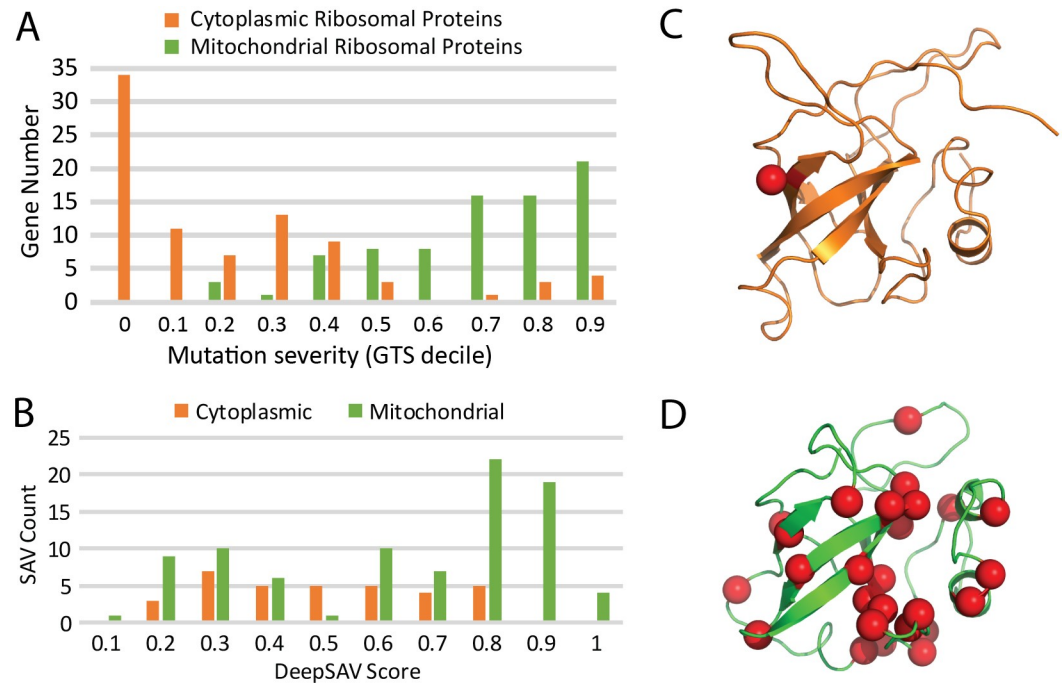 A
Cytoplasmic Ribosomal Proteins
Mitochondrial Ribosomal Proteins
35
30
25
20
15
10
5
0
Gene Number
0 0.1 0.2 0.3 0.4 0.5 0.6 0.7 0.8 0.9
Mutation severity (GTS decile)
B
Cytoplasmic Mitochondrial
25
20
15
10
5
0
SAV Count
0.1 0.2 0.3 0.4 0.5 0.6 0.7 0.8 0.9 1
DeepSAV Score
C
D